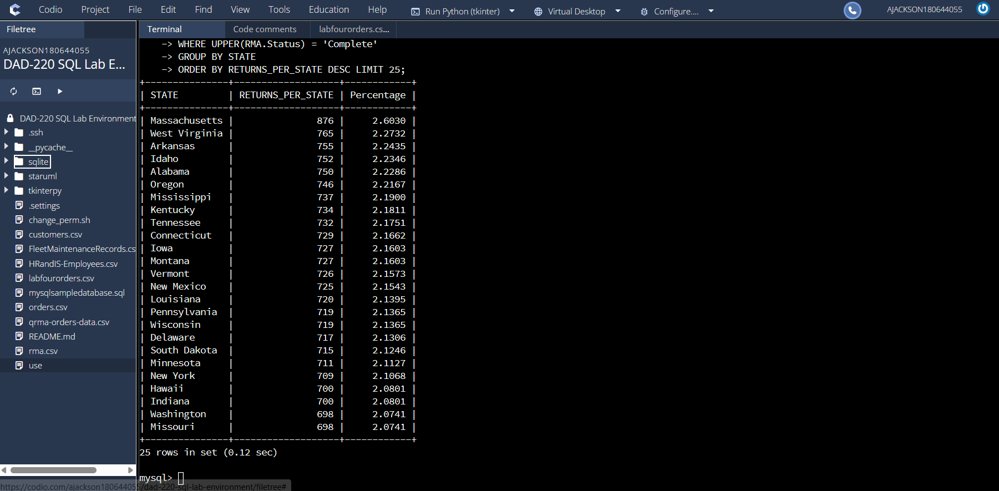 Codio Project File Edit Find View Tools Education Help Run Python (tkinter) Virtual Desktop Configure.... AJACKSON180644055
Filetree
Terminal Code comments labfourorders.cs...
AJACKSON180644055
DAD-220 SQL Lab E...
DAD-220 SQL Lab Environment
.ssh
__pycache__
sqlite
staruml
tkinterpy
.settings
change_perm.sh
customers.csv
FleetMaintenanceRecords.cs
HRandIS-Employees.csv
labfourorders.csv
mysqlsampledatabase.sql
orders.csv
qrma-orders-data.csv
README.md
rma.csv
use
-> WHERE UPPER(RMA.Status) = 'Complete'
-> GROUP BY STATE
-> ORDER BY RETURNS_PER_STATE DESC LIMIT 25;
+---------------+-------------------+------------+
| STATE | RETURNS_PER_STATE | Percentage |
+---------------+-------------------+------------+
| Massachusetts | 876 | 2.6030 |
| West Virginia | 765 | 2.2732 |
| Arkansas | 755 | 2.2435 |
| Idaho | 752 | 2.2346 |
| Alabama | 750 | 2.2286 |
| Oregon | 746 | 2.2167 |
| Mississippi | 737 | 2.1900 |
| Kentucky | 734 | 2.1811 |
| Tennessee | 732 | 2.1751 |
| Connecticut | 729 | 2.1662 |
| Iowa | 727 | 2.1603 |
| Montana | 727 | 2.1603 |
| Vermont | 726 | 2.1573 |
| New Mexico | 725 | 2.1543 |
| Louisiana | 720 | 2.1395 |
| Pennsylvania | 719 | 2.1365 |
| Wisconsin | 719 | 2.1365 |
| Delaware | 717 | 2.1306 |
| South Dakota | 715 | 2.1246 |
| Minnesota | 711 | 2.1127 |
| New York | 709 | 2.1068 |
| Hawaii | 700 | 2.0801 |
| Indiana | 700 | 2.0801 |
| Washington | 698 | 2.0741 |
| Missouri | 698 | 2.0741 |
+---------------+-------------------+------------+
25 rows in set (0.12 sec)
mysql>
https://codio.com/ajackson180644055/dad-220-sql-lab-environment/filetree#